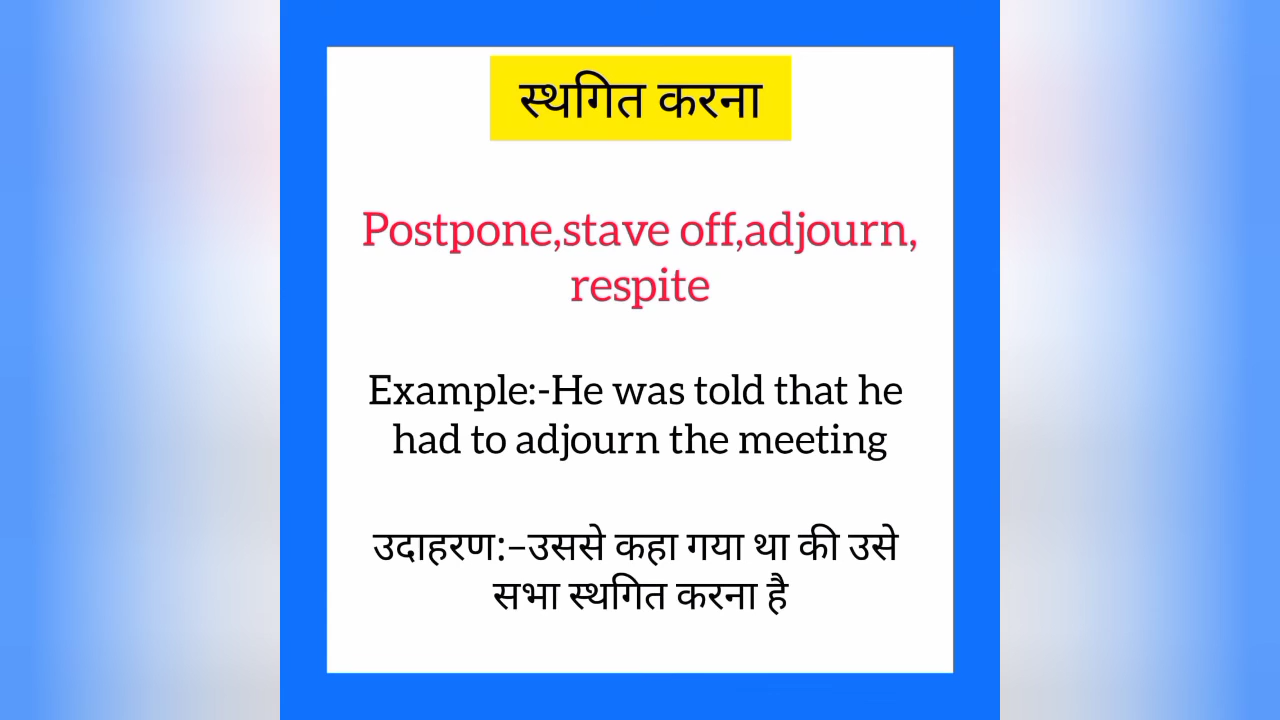 स्थगित करना
Postpone,stave off,adjourn,
respite
Example:-He was told that he
had to adjourn the meeting
उदाहरण:–उससे कहा गया था की उसे
सभा स्थगित करना है